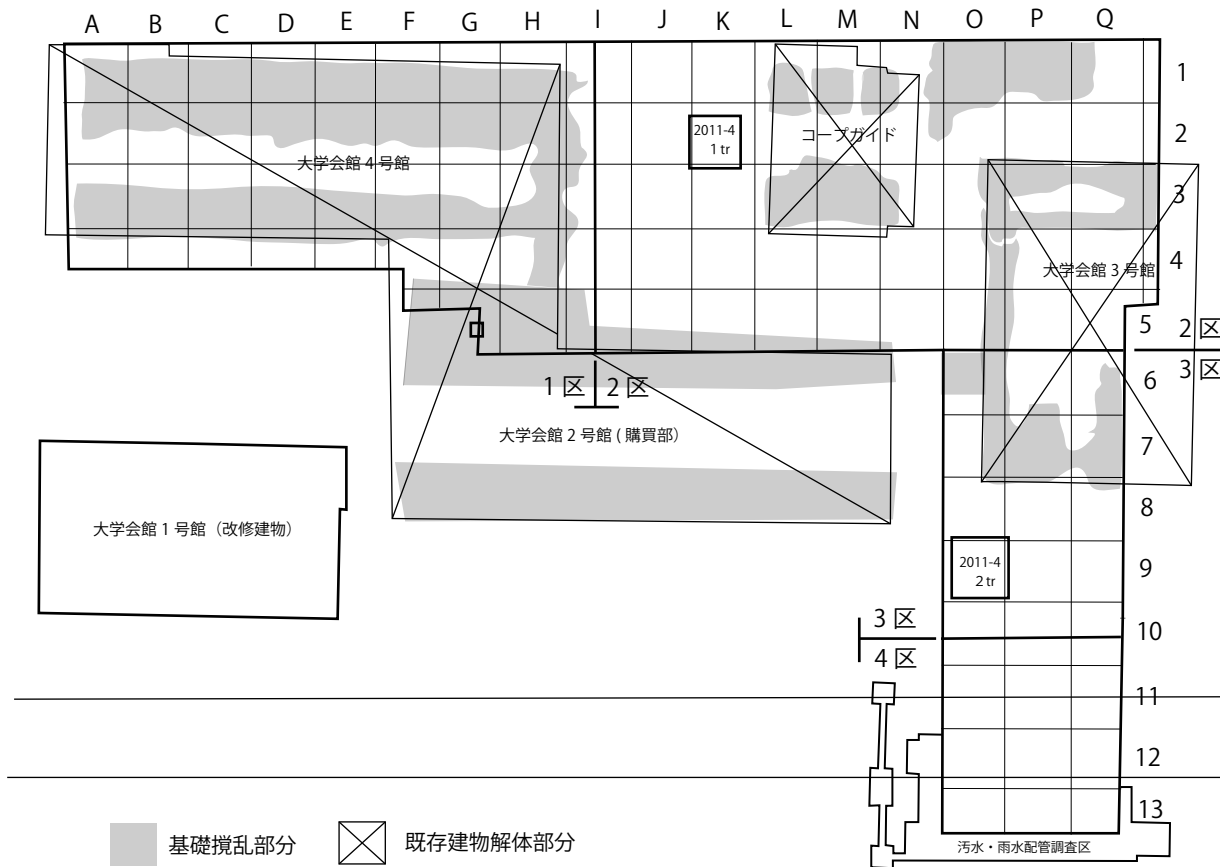 A B C D E F G H I J K L M N O P Q
1
2
3
4
5
6
7
8
9
10
11
12
13
2011-4
1 tr
コープガイド
大学会館 4 号館
大学会館 3 号館
2 区
3 区
1 区 2 区
大学会館 2 号館 ( 購買部）
大学会館 1 号館（改修建物）
2011-4
2 tr
3 区
4 区
基礎撹乱部分
既存建物解体部分
汚水・雨水配管調査区